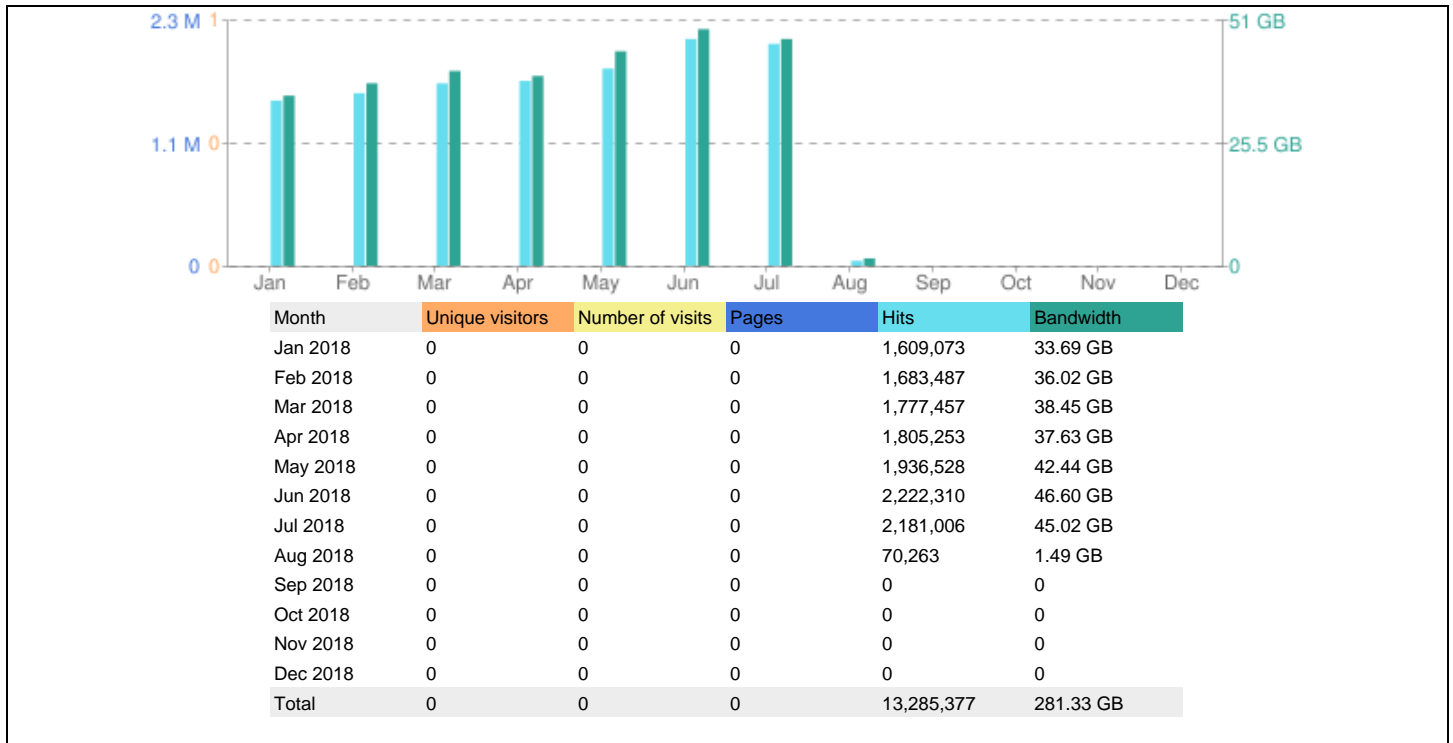 2.3 M 1 51 GB
1.1 M 0 25.5 GB
0 0 0
Jan Feb Mar Apr May Jun Jul Aug Sep Oct Nov Dec
Month Unique visitors Number of visits Pages Hits Bandwidth
Jan 2018 0 0 0 1,609,073 33.69 GB
Feb 2018 0 0 0 1,683,487 36.02 GB
Mar 2018 0 0 0 1,777,457 38.45 GB
Apr 2018 0 0 0 1,805,253 37.63 GB
May 2018 0 0 0 1,936,528 42.44 GB
Jun 2018 0 0 0 2,222,310 46.60 GB
Jul 2018 0 0 0 2,181,006 45.02 GB
Aug 2018 0 0 0 70,263 1.49 GB
Sep 2018 0 0 0 0 0
Oct 2018 0 0 0 0 0
Nov 2018 0 0 0 0 0
Dec 2018 0 0 0 0 0
Total 0 0 0 13,285,377 281.33 GB